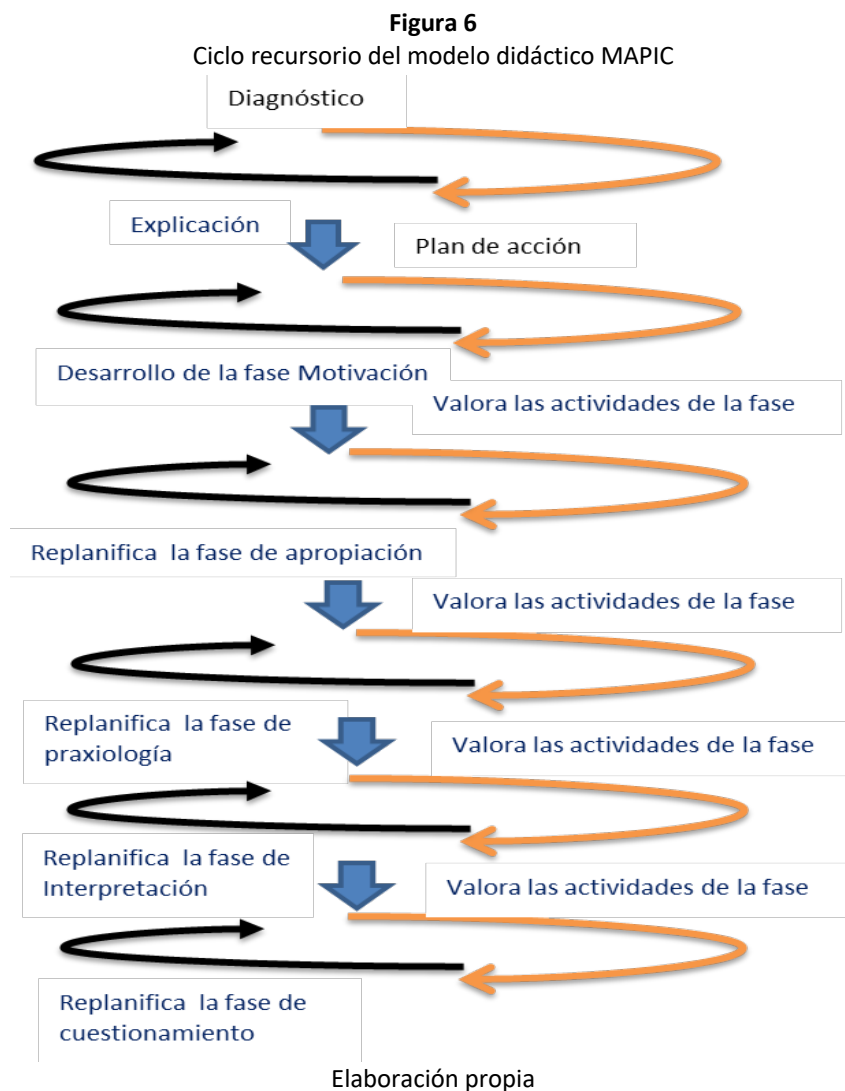 Figura 6
Ciclo recursorio del modelo didáctico MAPIC
Diagnóstico
Explicación
Plan de acción
Desarrollo de la fase Motivación
Valora las actividades de la fase
Replanifica la fase de apropiación
Valora las actividades de la fase
Replanifica la fase de
praxiología
Valora las actividades de la fase
Replanifica la fase de
Interpretación
Valora las actividades de la fase
Replanifica la fase de
cuestionamiento
Elaboración propia